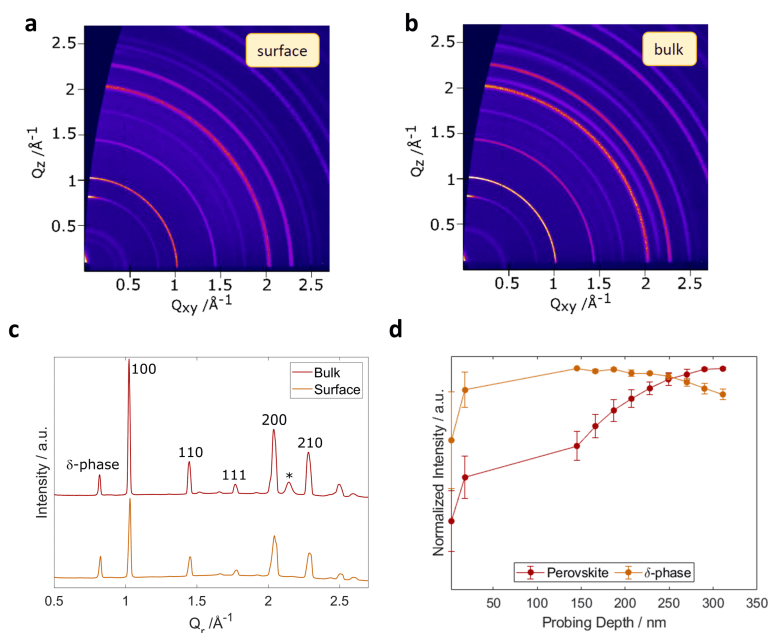 a
b
surface
bulk
2.5
2
1.5
1
0.5
Qz /Å-1
0.5
1
1.5
2
2.5
Qxy /Å-1
2.5
2
1.5
1
0.5
Qz /Å-1
0.5
1
1.5
2
2.5
Qxy /Å-1
c
d
Bulk
Surface
100
200
210
110
111
*
δ-phase
Intensity / a.u.
0.5
1
1.5
2
2.5
Qr /Å-1
Normalized Intensity / a.u.
Perovskite
δ-phase
50
100
150
200
250
300
350
Probing Depth / nm